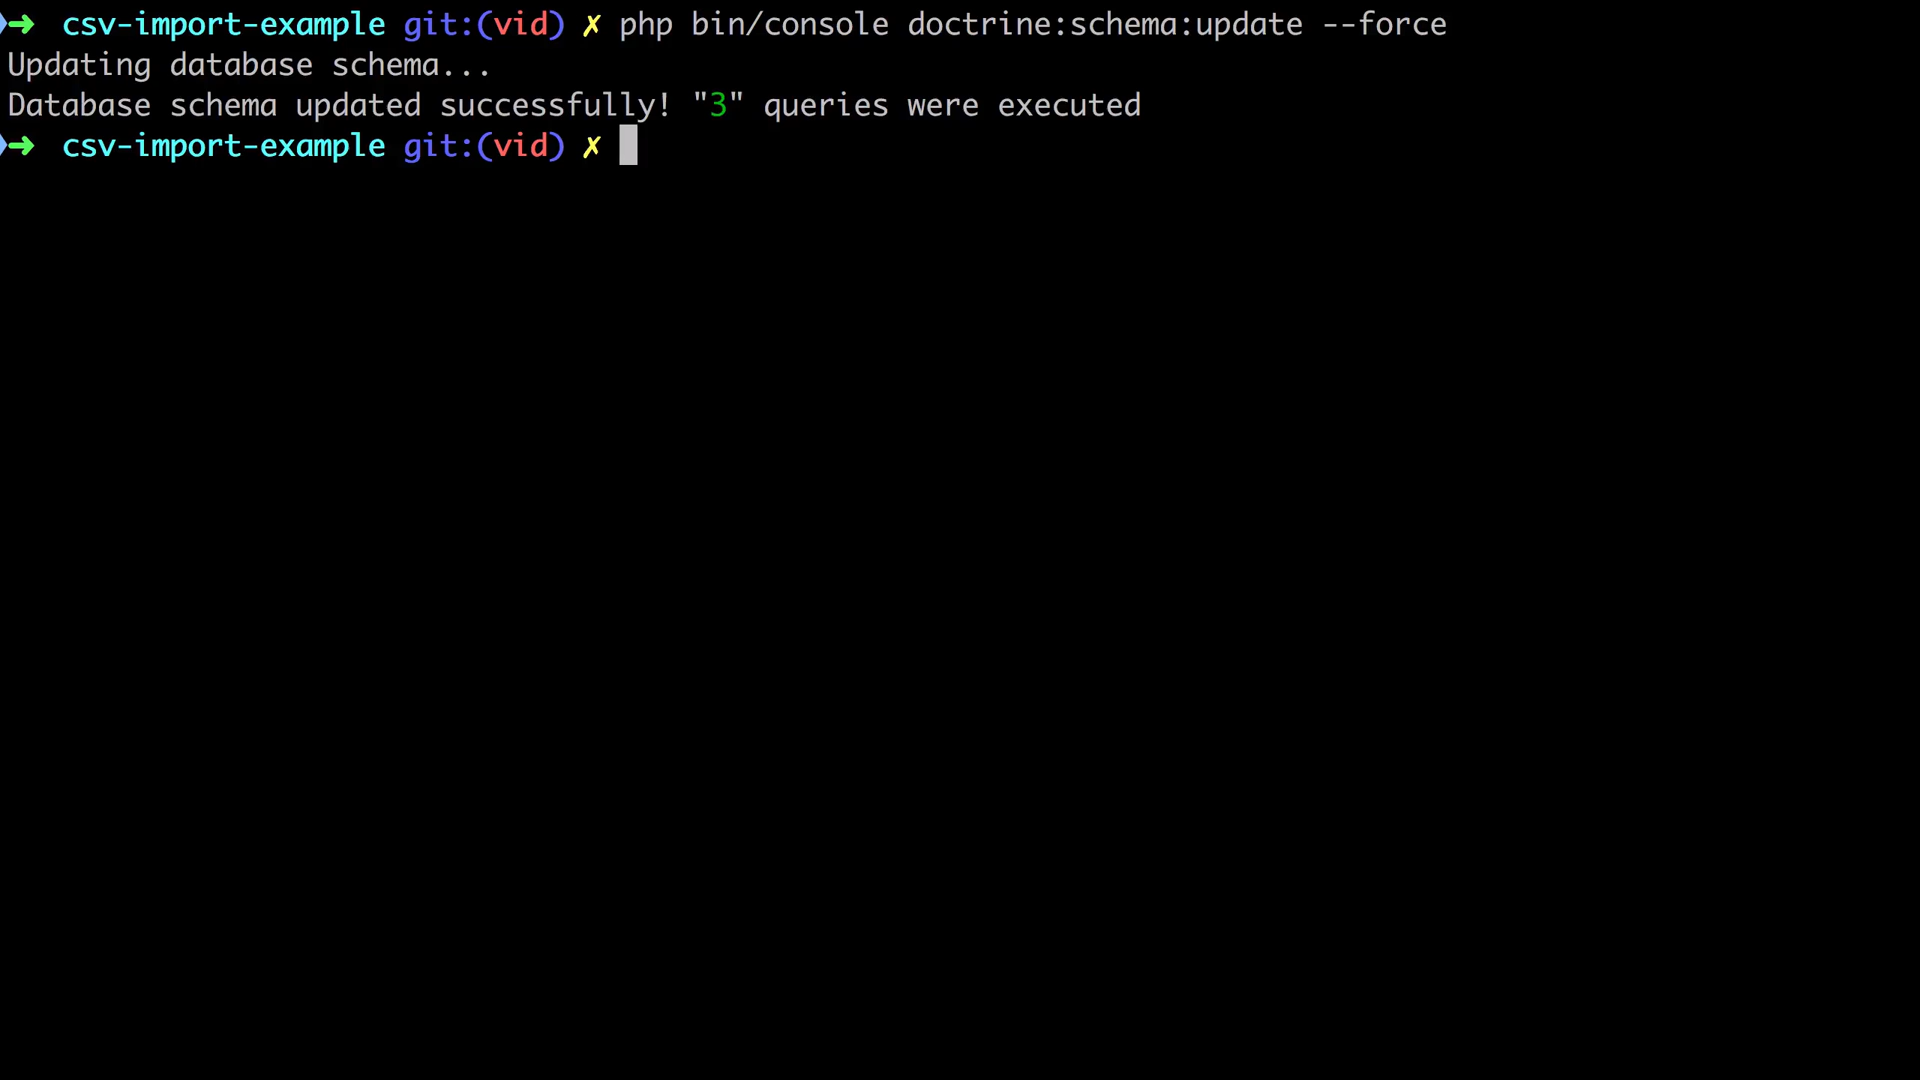 ➜ csv-import-example git:(vid) ✗ php bin/console doctrine:schema:update --force
Updating database schema...
Database schema updated successfully! "3" queries were executed
➜ csv-import-example git:(vid) ✗